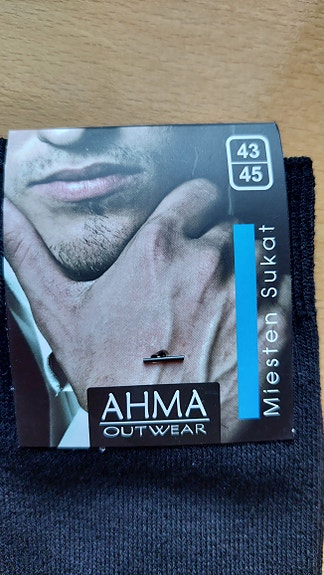 43
45
Miesten Sukat
AHMA
OUTWEAR